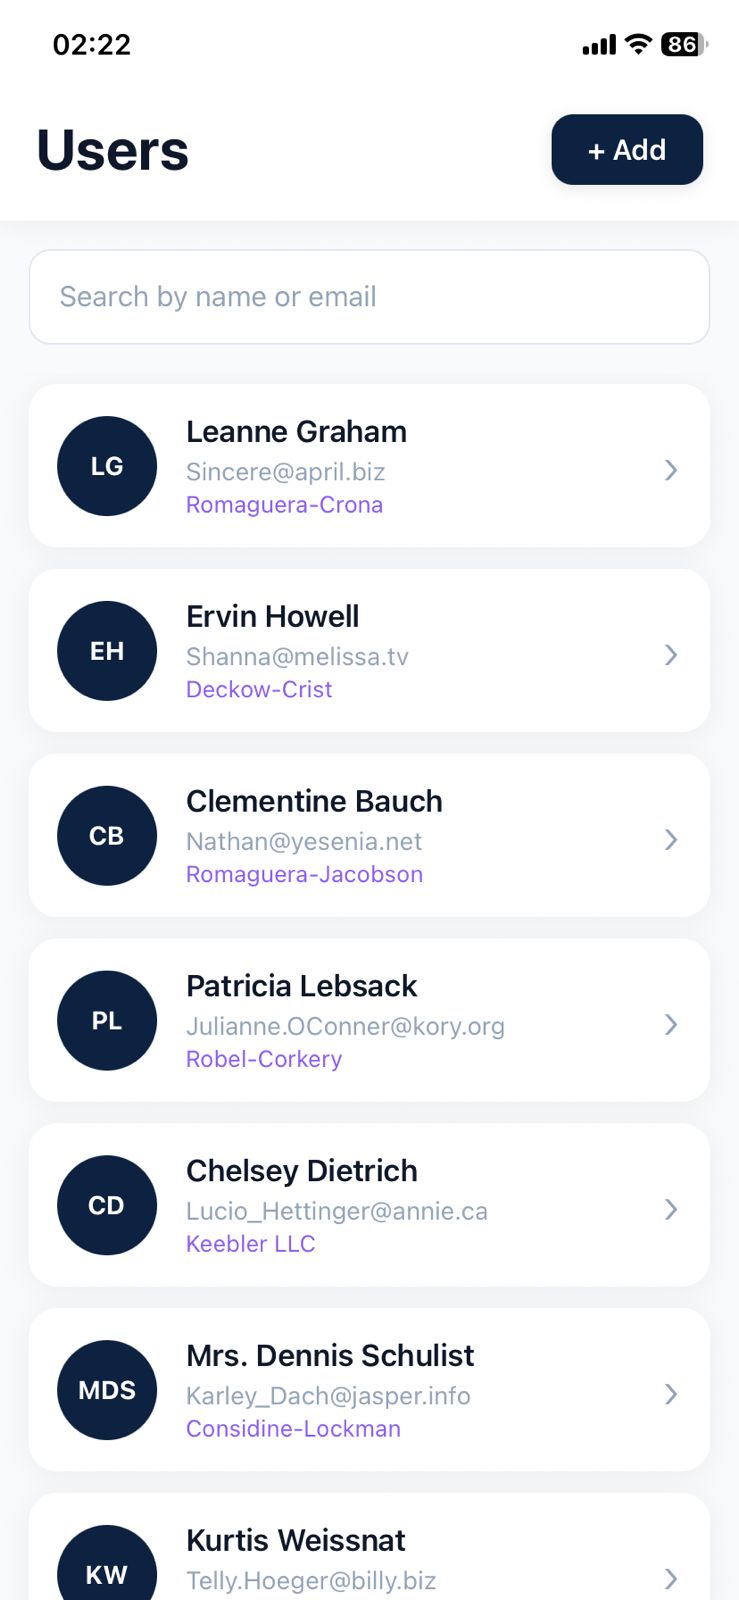 02:22
86
Users
+ Add
Search by name or email
LG
Leanne Graham
Sincere@april.biz
Romaguera-Crona
EH
Ervin Howell
Shanna@melissa.tv
Deckow-Crist
CB
Clementine Bauch
Nathan@yesenia.net
Romaguera-Jacobson
PL
Patricia Lebsack
Julianne.OConner@kory.org
Robel-Corkery
CD
Chelsey Dietrich
Lucio_Hettinger@annie.ca
Keebler LLC
MDS
Mrs. Dennis Schulist
Karley_Dach@jasper.info
Considine-Lockman
KW
Kurtis Weissnat
Telly.Hoeger@billy.biz